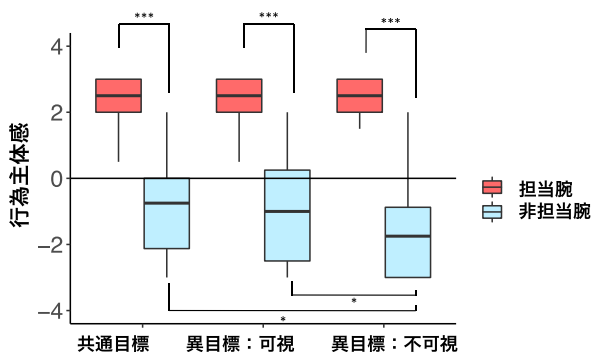 ***
***
***
4
2
0
−2
−4
行為主体感
担当腕
非担当腕
*
*
共通目標
異目標：可視
異目標：不可視